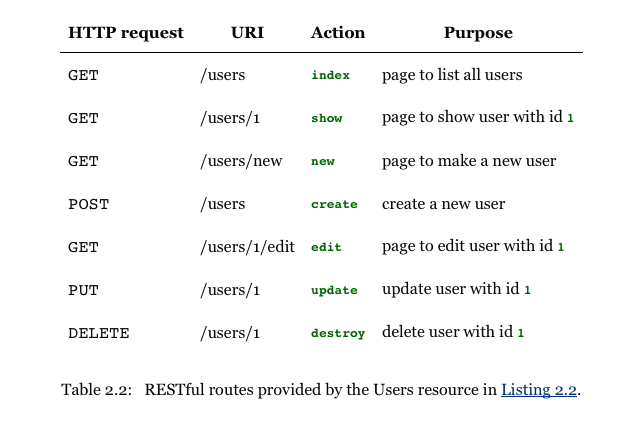 HTTP request URI Action Purpose
GET /users index page to list all users
GET /users/1 show page to show user with id 1
GET /users/new new page to make a new user
POST /users create create a new user
GET /users/1/edit edit page to edit user with id 1
PUT /users/1 update update user with id 1
DELETE /users/1 destroy delete user with id 1
Table 2.2: RESTful routes provided by the Users resource in Listing 2.2.